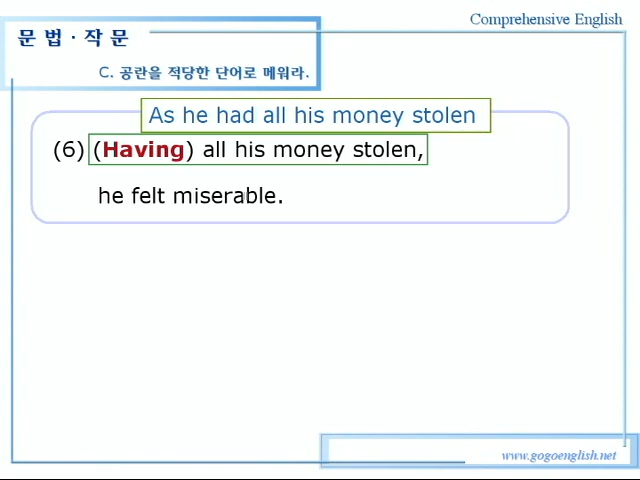 Comprehensive English
문 법 · 작 문
C. 공란을 적당한 단어로 메워라.
As he had all his money stolen
(6) (Having) all his money stolen,
he felt miserable.
www.gogoenglish.net